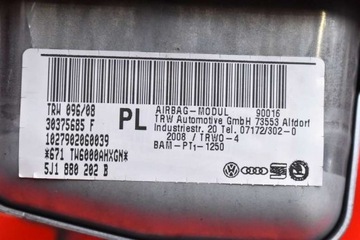 TRW 096/08
30375685 F
1027902060039
*671 TW6000AHXGN*
5J1 880 202 B
PL
AIRBAG-MODUL 90016
TRW Automotive GmbH 73553 Alfdorf
Industriestr. 20 Tel. 07172/302-0
2008 / TRWO-4
BAM-PT1-1250